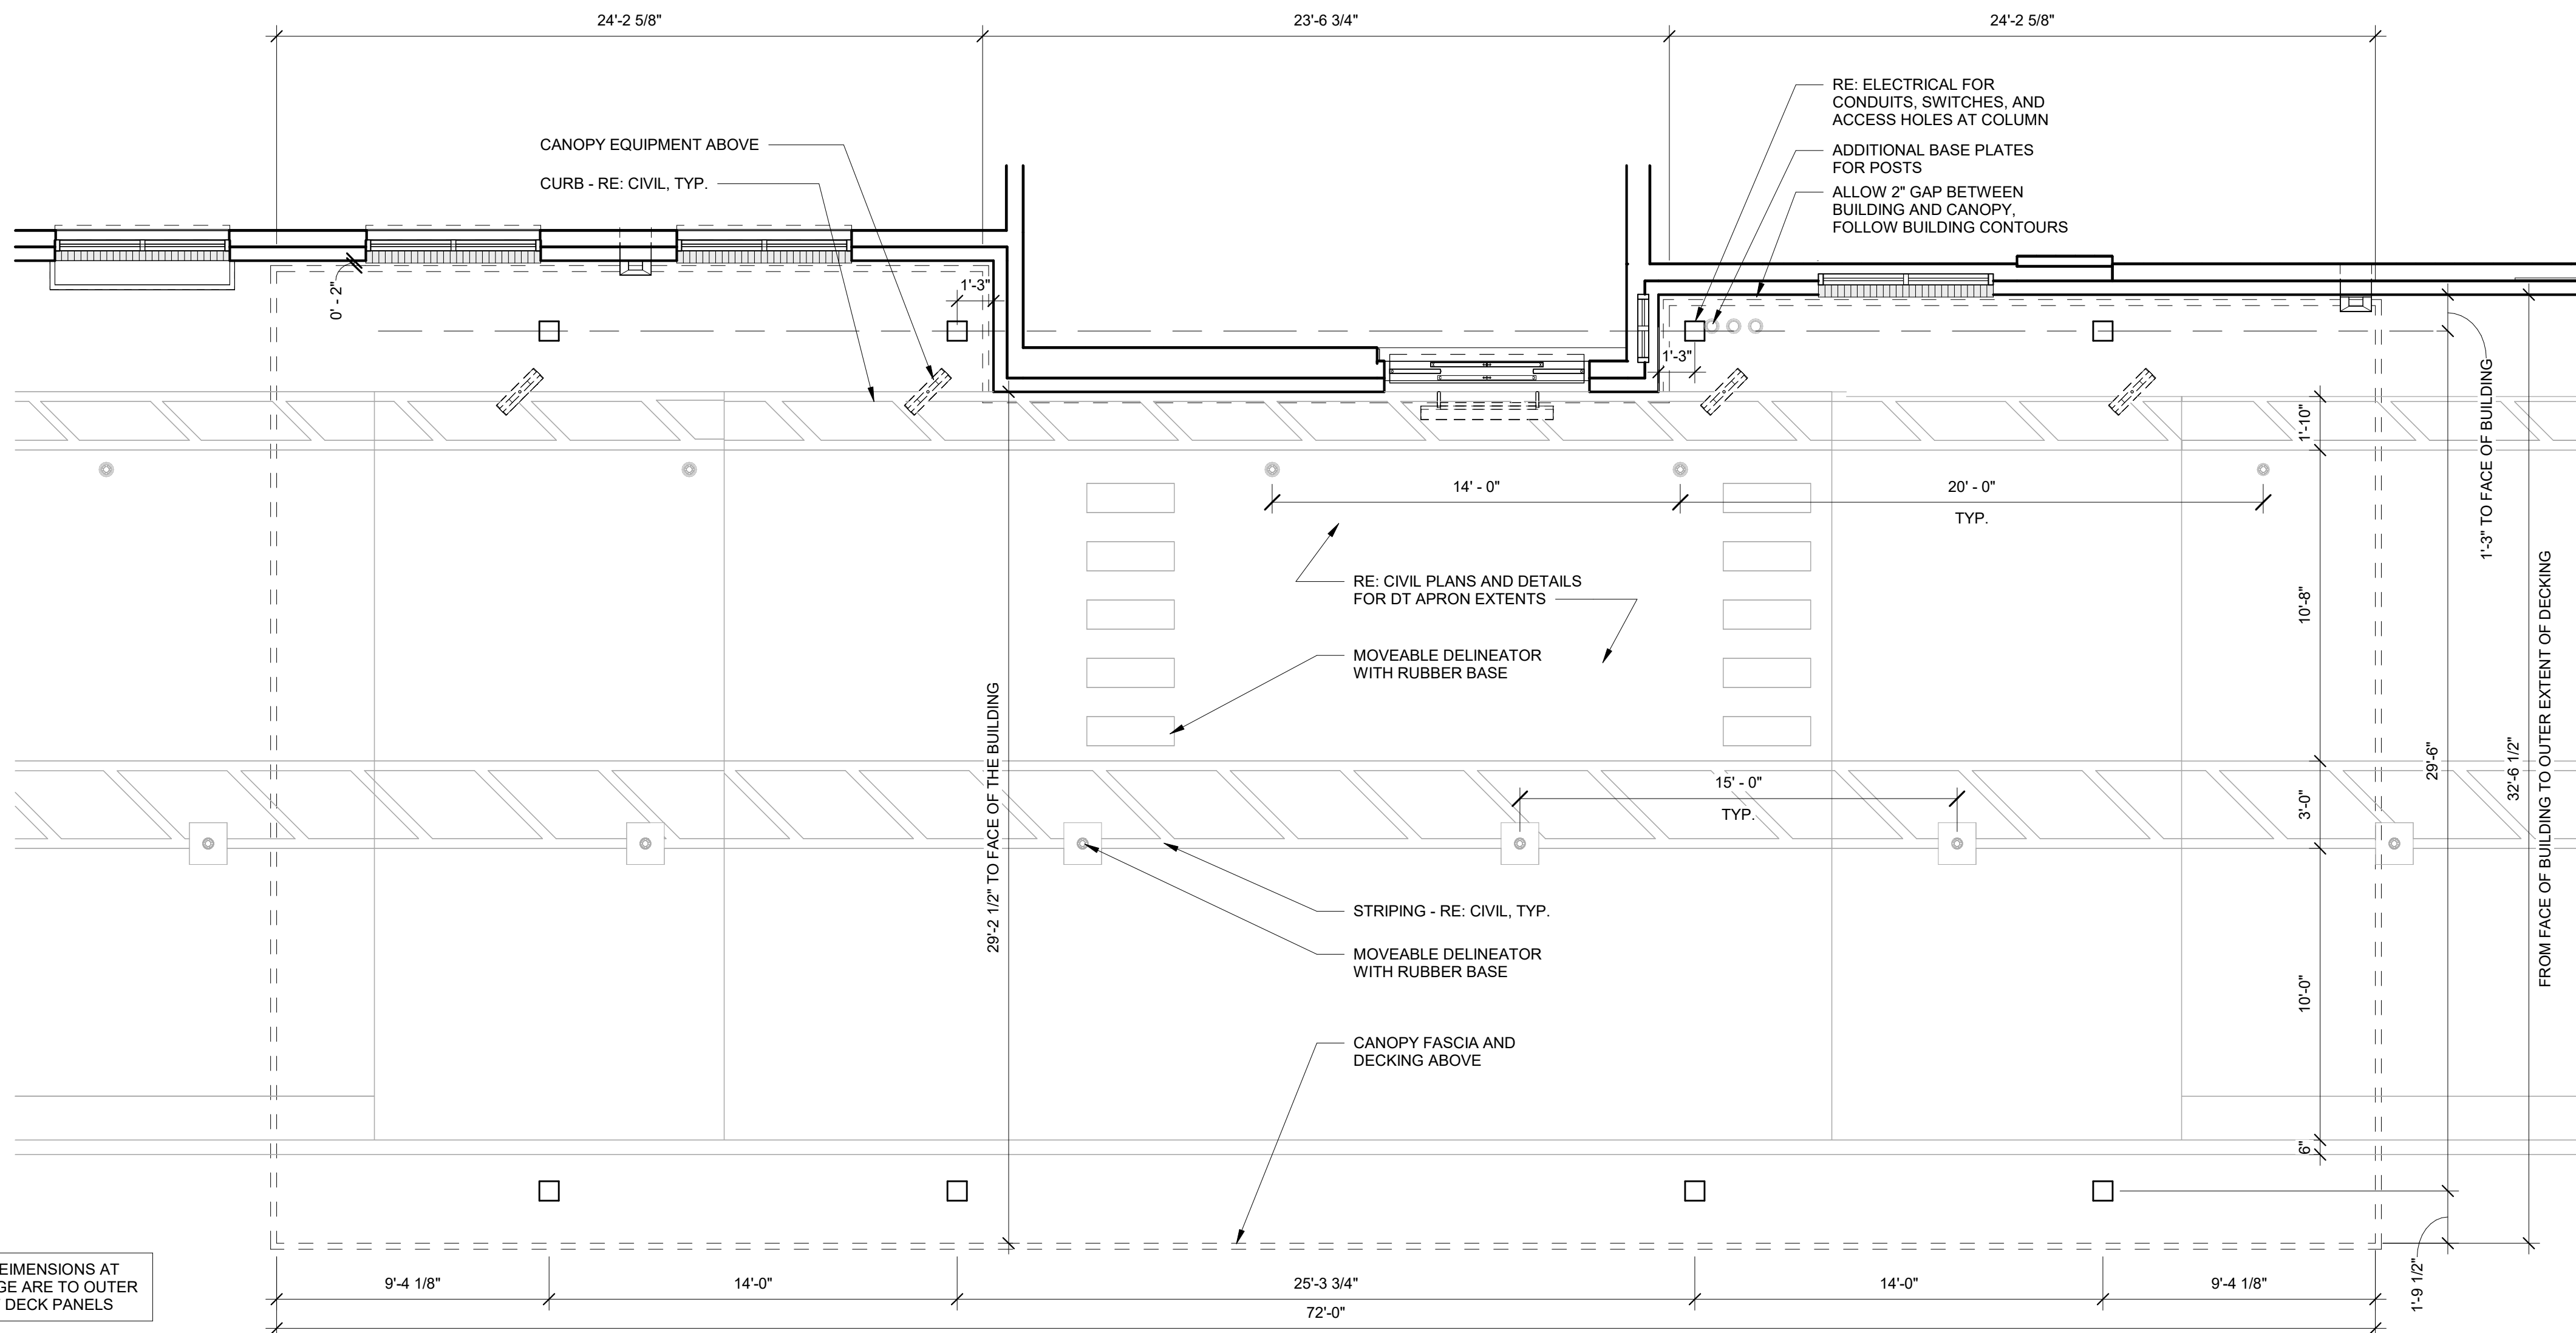 24'-2 5/8"
23'-6 3/4"
24'-2 5/8"
RE: ELECTRICAL FOR
CONDUITS, SWITCHES, AND
ACCESS HOLES AT COLUMN
ADDITIONAL BASE PLATES
FOR POSTS
ALLOW 2" GAP BETWEEN
BUILDING AND CANOPY,
FOLLOW BUILDING CONTOURS
CANOPY EQUIPMENT ABOVE
CURB - RE: CIVIL, TYP.
0' - 2"
1'-3"
1'-3"
1'-10"
1'-3" TO FACE OF BUILDING
14' - 0"
20' - 0"
TYP.
RE: CIVIL PLANS AND DETAILS
FOR DT APRON EXTENTS
10'-8"
MOVEABLE DELINEATOR
WITH RUBBER BASE
29'-2 1/2" TO FACE OF THE BUILDING
15' - 0"
TYP.
3'-0"
29'-6"
32'-6 1/2"
FROM FACE OF BUILDING TO OUTER EXTENT OF DECKING
STRIPING - RE: CIVIL, TYP.
MOVEABLE DELINEATOR
WITH RUBBER BASE
10'-0"
CANOPY FASCIA AND
DECKING ABOVE
6"
1'-9 1/2"
EIMENSIONS AT
GE ARE TO OUTER
DECK PANELS
9'-4 1/8"
14'-0"
25'-3 3/4"
14'-0"
9'-4 1/8"
72'-0"